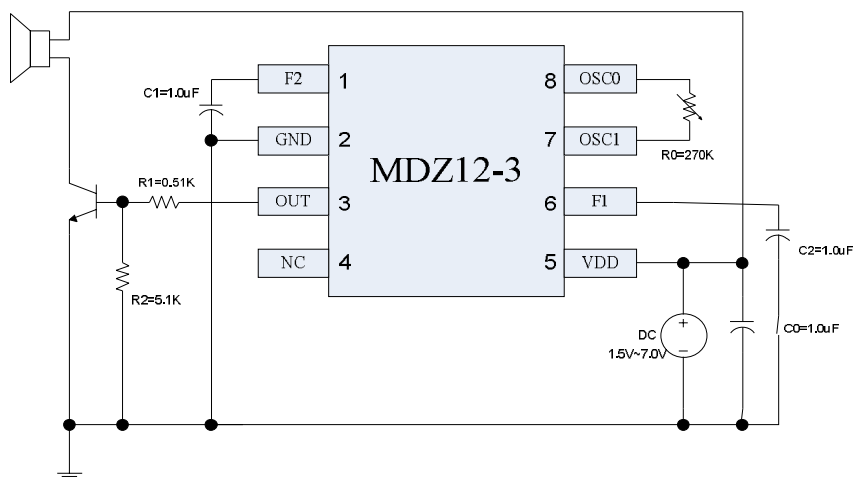 F2 1 8 OSC0
C1=1.0uF
GND 2 7 OSC1
R0=270K
MDZ12-3
R1=0.51K
OUT 3 6 F1
C2=1.0uF
NC 4 5 VDD
R2=5.1K
+
DC
1.5V~7.0V
−
C0=1.0uF